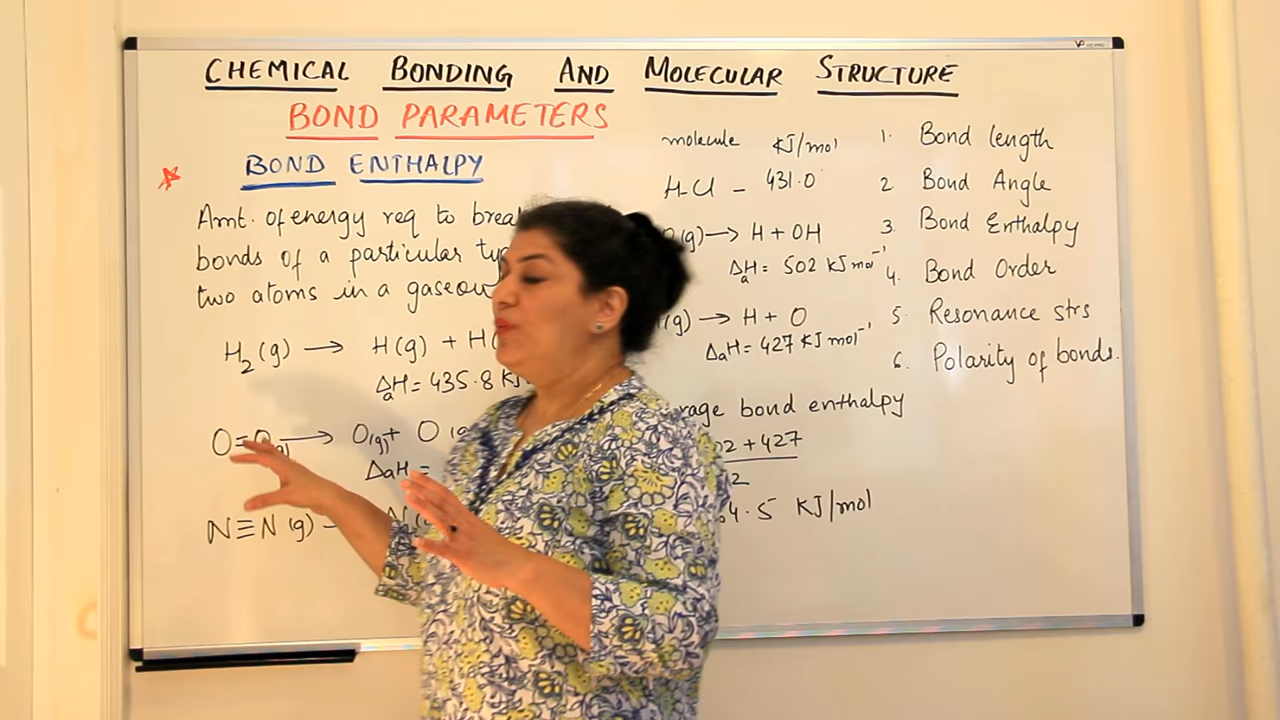 CHEMICAL BONDING AND MOLECULAR STRUCTURE
BOND PARAMETERS
BOND ENTHALPY
Amt. of energy req to break
bonds of a particular
two atoms in a gaseou
H₂(g) → H(g) + H(
ΔaH = 435.8 KJ
O=O(g) → O(g) + O(g
ΔaH =
N≡N(g) – N(
molecule KJ/mol
H-Cl – 431.0
(g) → H + OH
ΔaH = 502 KJ mol⁻¹
(g) → H + O
ΔaH = 427 KJ mol⁻¹
rage bond enthalpy
02 + 427
2
4.5 KJ/mol
1. Bond length
2 Bond Angle
3. Bond Enthalpy
4. Bond Order
5. Resonance strs
6. Polarity of bonds.